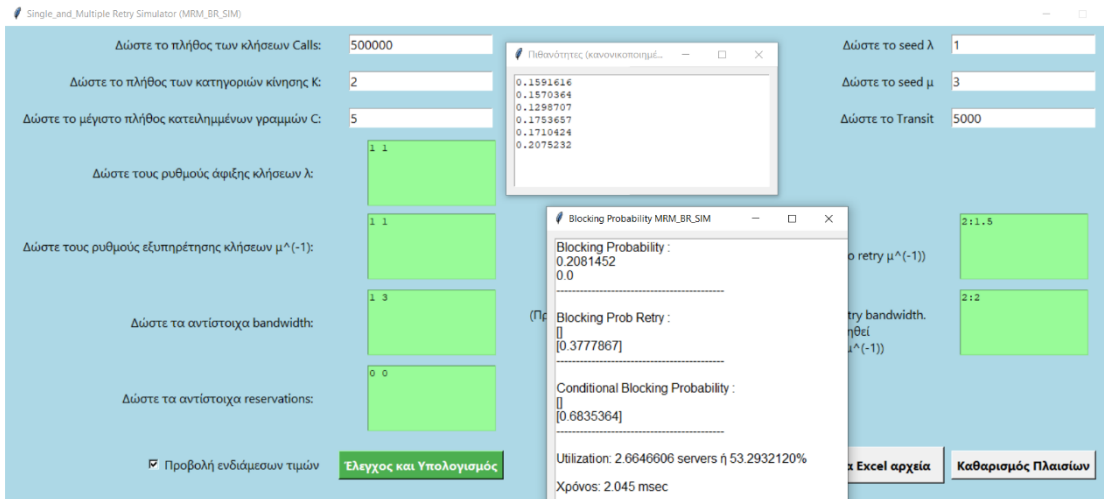 Single_and_Multiple Retry Simulator (MRM_BR_SIM)
Δώστε το πλήθος των κλήσεων Calls:
500000
Δώστε το πλήθος των κατηγοριών κίνησης K:
2
Δώστε το μέγιστο πλήθος κατειλημμένων γραμμών C:
5
Δώστε τους ρυθμούς άφιξης κλήσεων λ:
1 1
Δώστε τους ρυθμούς εξυπηρέτησης κλήσεων μ^(-1):
1 1
Δώστε τα αντίστοιχα bandwidth:
1 3
Δώστε τα αντίστοιχα reservations:
0 0
Προβολή ενδιάμεσων τιμών
Έλεγχος και Υπολογισμός
Πιθανότητες (κανονικοποιημέ...
0.1591616
0.1570364
0.1298707
0.1753657
0.1710424
0.2075232
Blocking Probability MRM_BR_SIM
Blocking Probability :
0.2081452
0.0
------------------------------------------
Blocking Prob Retry :
[]
[0.3777867]
------------------------------------------
Conditional Blocking Probability :
[]
[0.6835364]
------------------------------------------
Utilization: 2.6646606 servers ή 53.2932120%
Χρόνος: 2.045 msec
Δώστε το seed λ
1
Δώστε το seed μ
3
Δώστε το Transit
5000
retry μ^(-1))
2:1.5
bandwidth.
2:2
Excel αρχεία
Καθαρισμός Πλαισίων